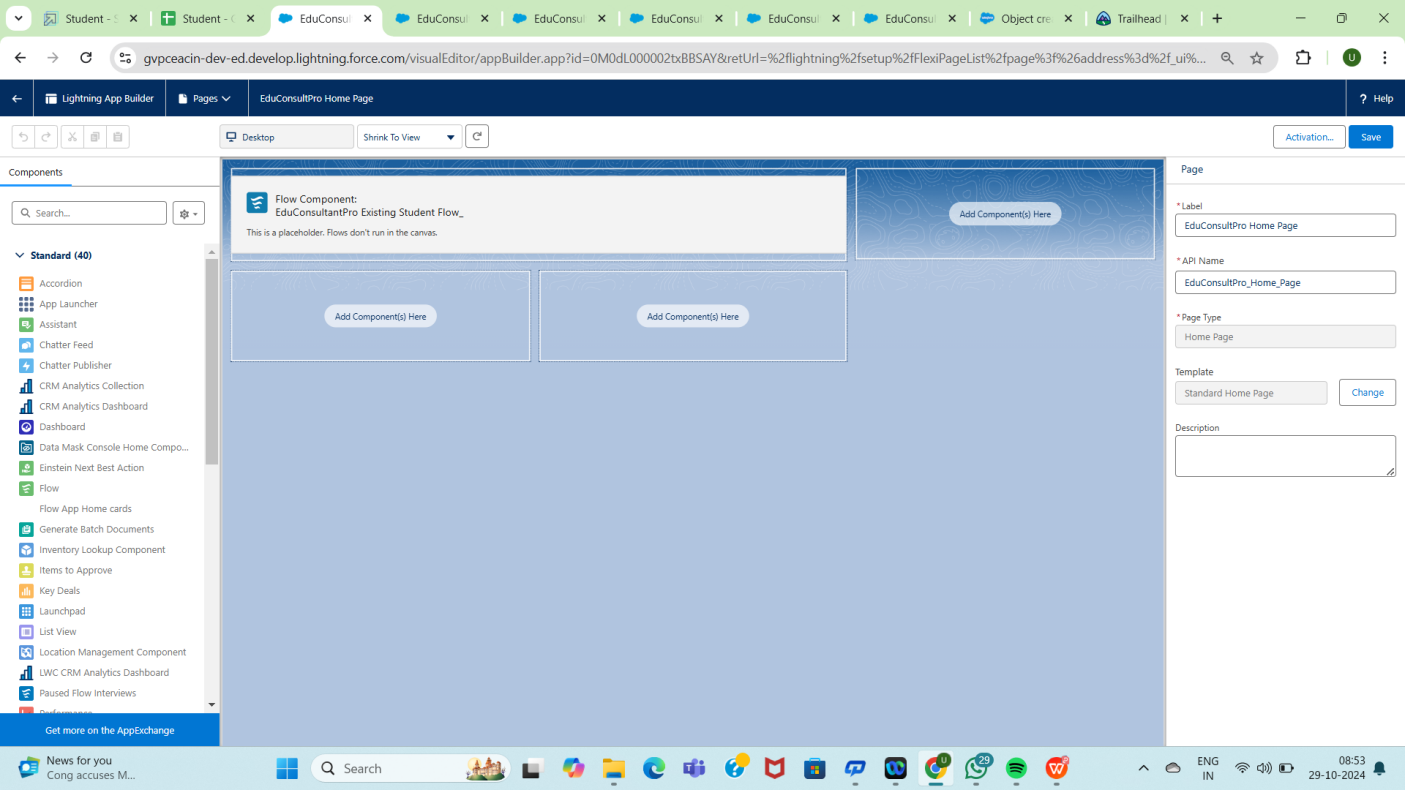 Student - S
Student - C
EduConsul
EduConsul
EduConsul
EduConsul
EduConsul
EduConsul
Object cre
Trailhead |
gvpceacin-dev-ed.develop.lightning.force.com/visualEditor/appBuilder.app?id=0M0dL000002txBBSAY&retUrl=%2flightning%2fsetup%2fFlexiPageList%2fpage%3f%26address%3d%2f_ui%...
U
Lightning App Builder
Pages
EduConsultPro Home Page
? Help
Desktop
Shrink To View
Activation...
Save
Components
Search...
Standard (40)
Accordion
App Launcher
Assistant
Chatter Feed
Chatter Publisher
CRM Analytics Collection
CRM Analytics Dashboard
Dashboard
Data Mask Console Home Compo...
Einstein Next Best Action
Flow
Flow App Home cards
Generate Batch Documents
Inventory Lookup Component
Items to Approve
Key Deals
Launchpad
List View
Location Management Component
LWC CRM Analytics Dashboard
Paused Flow Interviews
Performance
Get more on the AppExchange
Flow Component:
EduConsultantPro Existing Student Flow_
This is a placeholder. Flows don't run in the canvas.
Add Component(s) Here
Add Component(s) Here
Add Component(s) Here
Page
*Label
EduConsultPro Home Page
*API Name
EduConsultPro_Home_Page
*Page Type
Home Page
Template
Standard Home Page
Change
Description
News for you
Cong accuses M...
Search
U
29
ENG
IN
08:53
29-10-2024